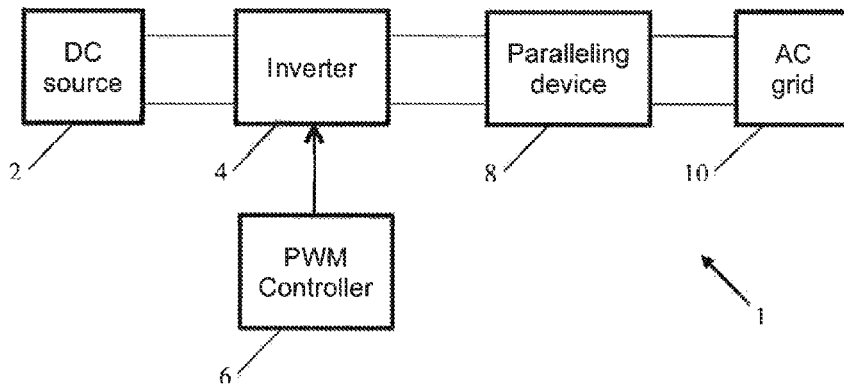 DC
source
Inverter
Paralleling
device
AC
grid
2
4
8
10
PWM
Controller
1
6